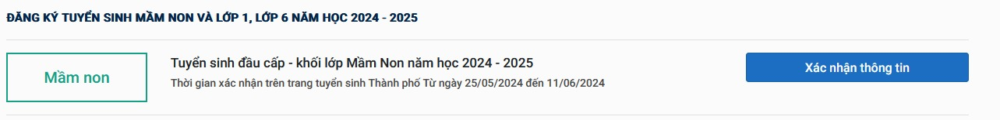 ĐĂNG KÝ TUYỂN SINH MẦM NON VÀ LỚP 1, LỚP 6 NĂM HỌC 2024 - 2025
Mầm non
Tuyển sinh đầu cấp - khối lớp Mầm Non năm học 2024 - 2025
Thời gian xác nhận trên trang tuyển sinh Thành phố Từ ngày 25/05/2024 đến 11/06/2024
Xác nhận thông tin